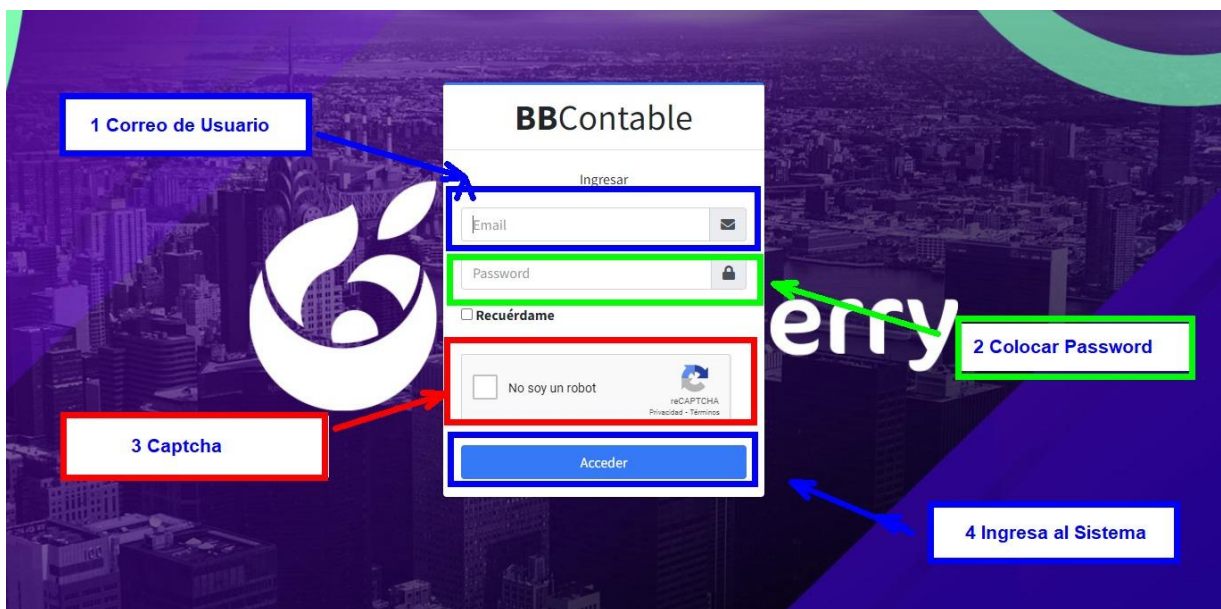 BBContable
1 Correo de Usuario
Ingresar
Email
Password
Recuérdame
erry
2 Colocar Password
No soy un robot
reCAPTCHA
Privacidad - Términos
3 Captcha
Acceder
4 Ingresa al Sistema